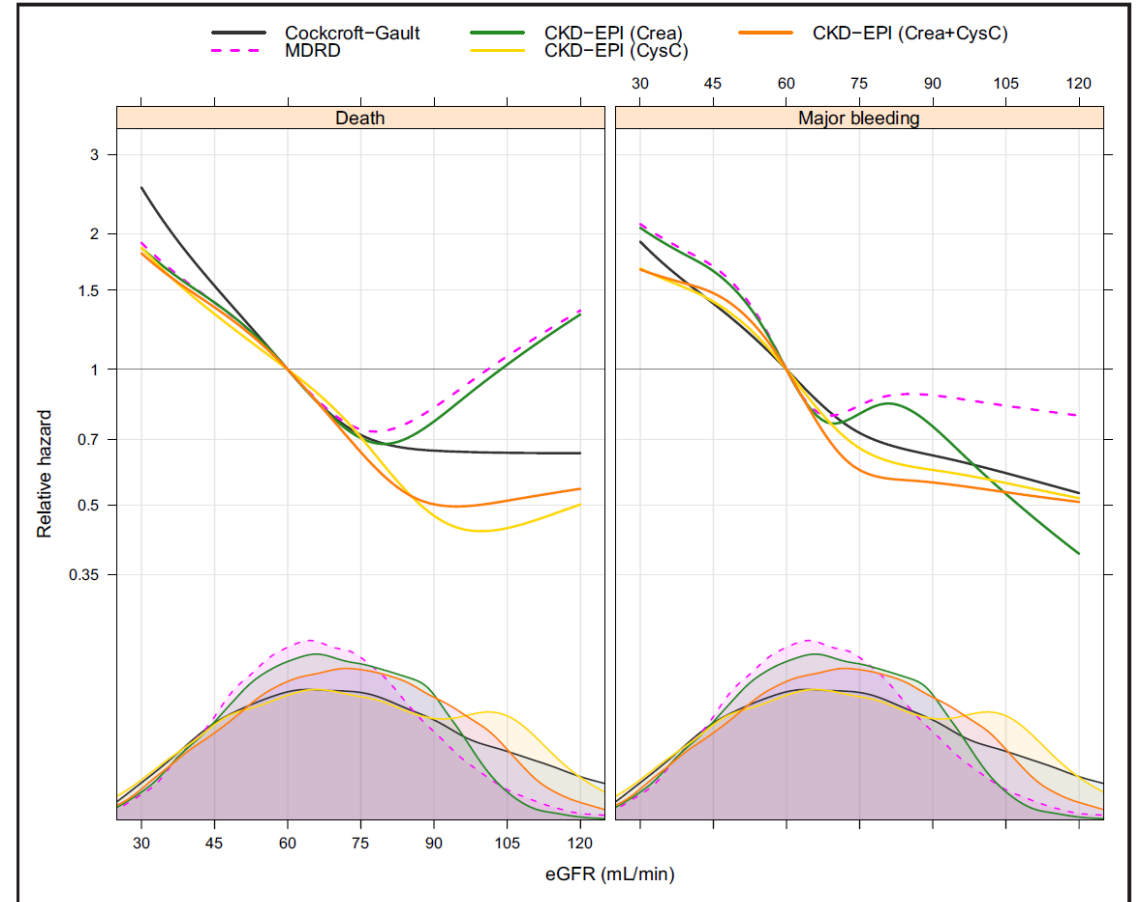 Cockcroft−Gault CKD−EPI (Crea) CKD−EPI (Crea+CysC)
MDRD CKD−EPI (CysC)
30 45 60 75 90 105 120
Death Major bleeding
3
2
1.5
1
0.7
0.5
0.35
Relative hazard
30 45 60 75 90 105 120
eGFR (mL/min)